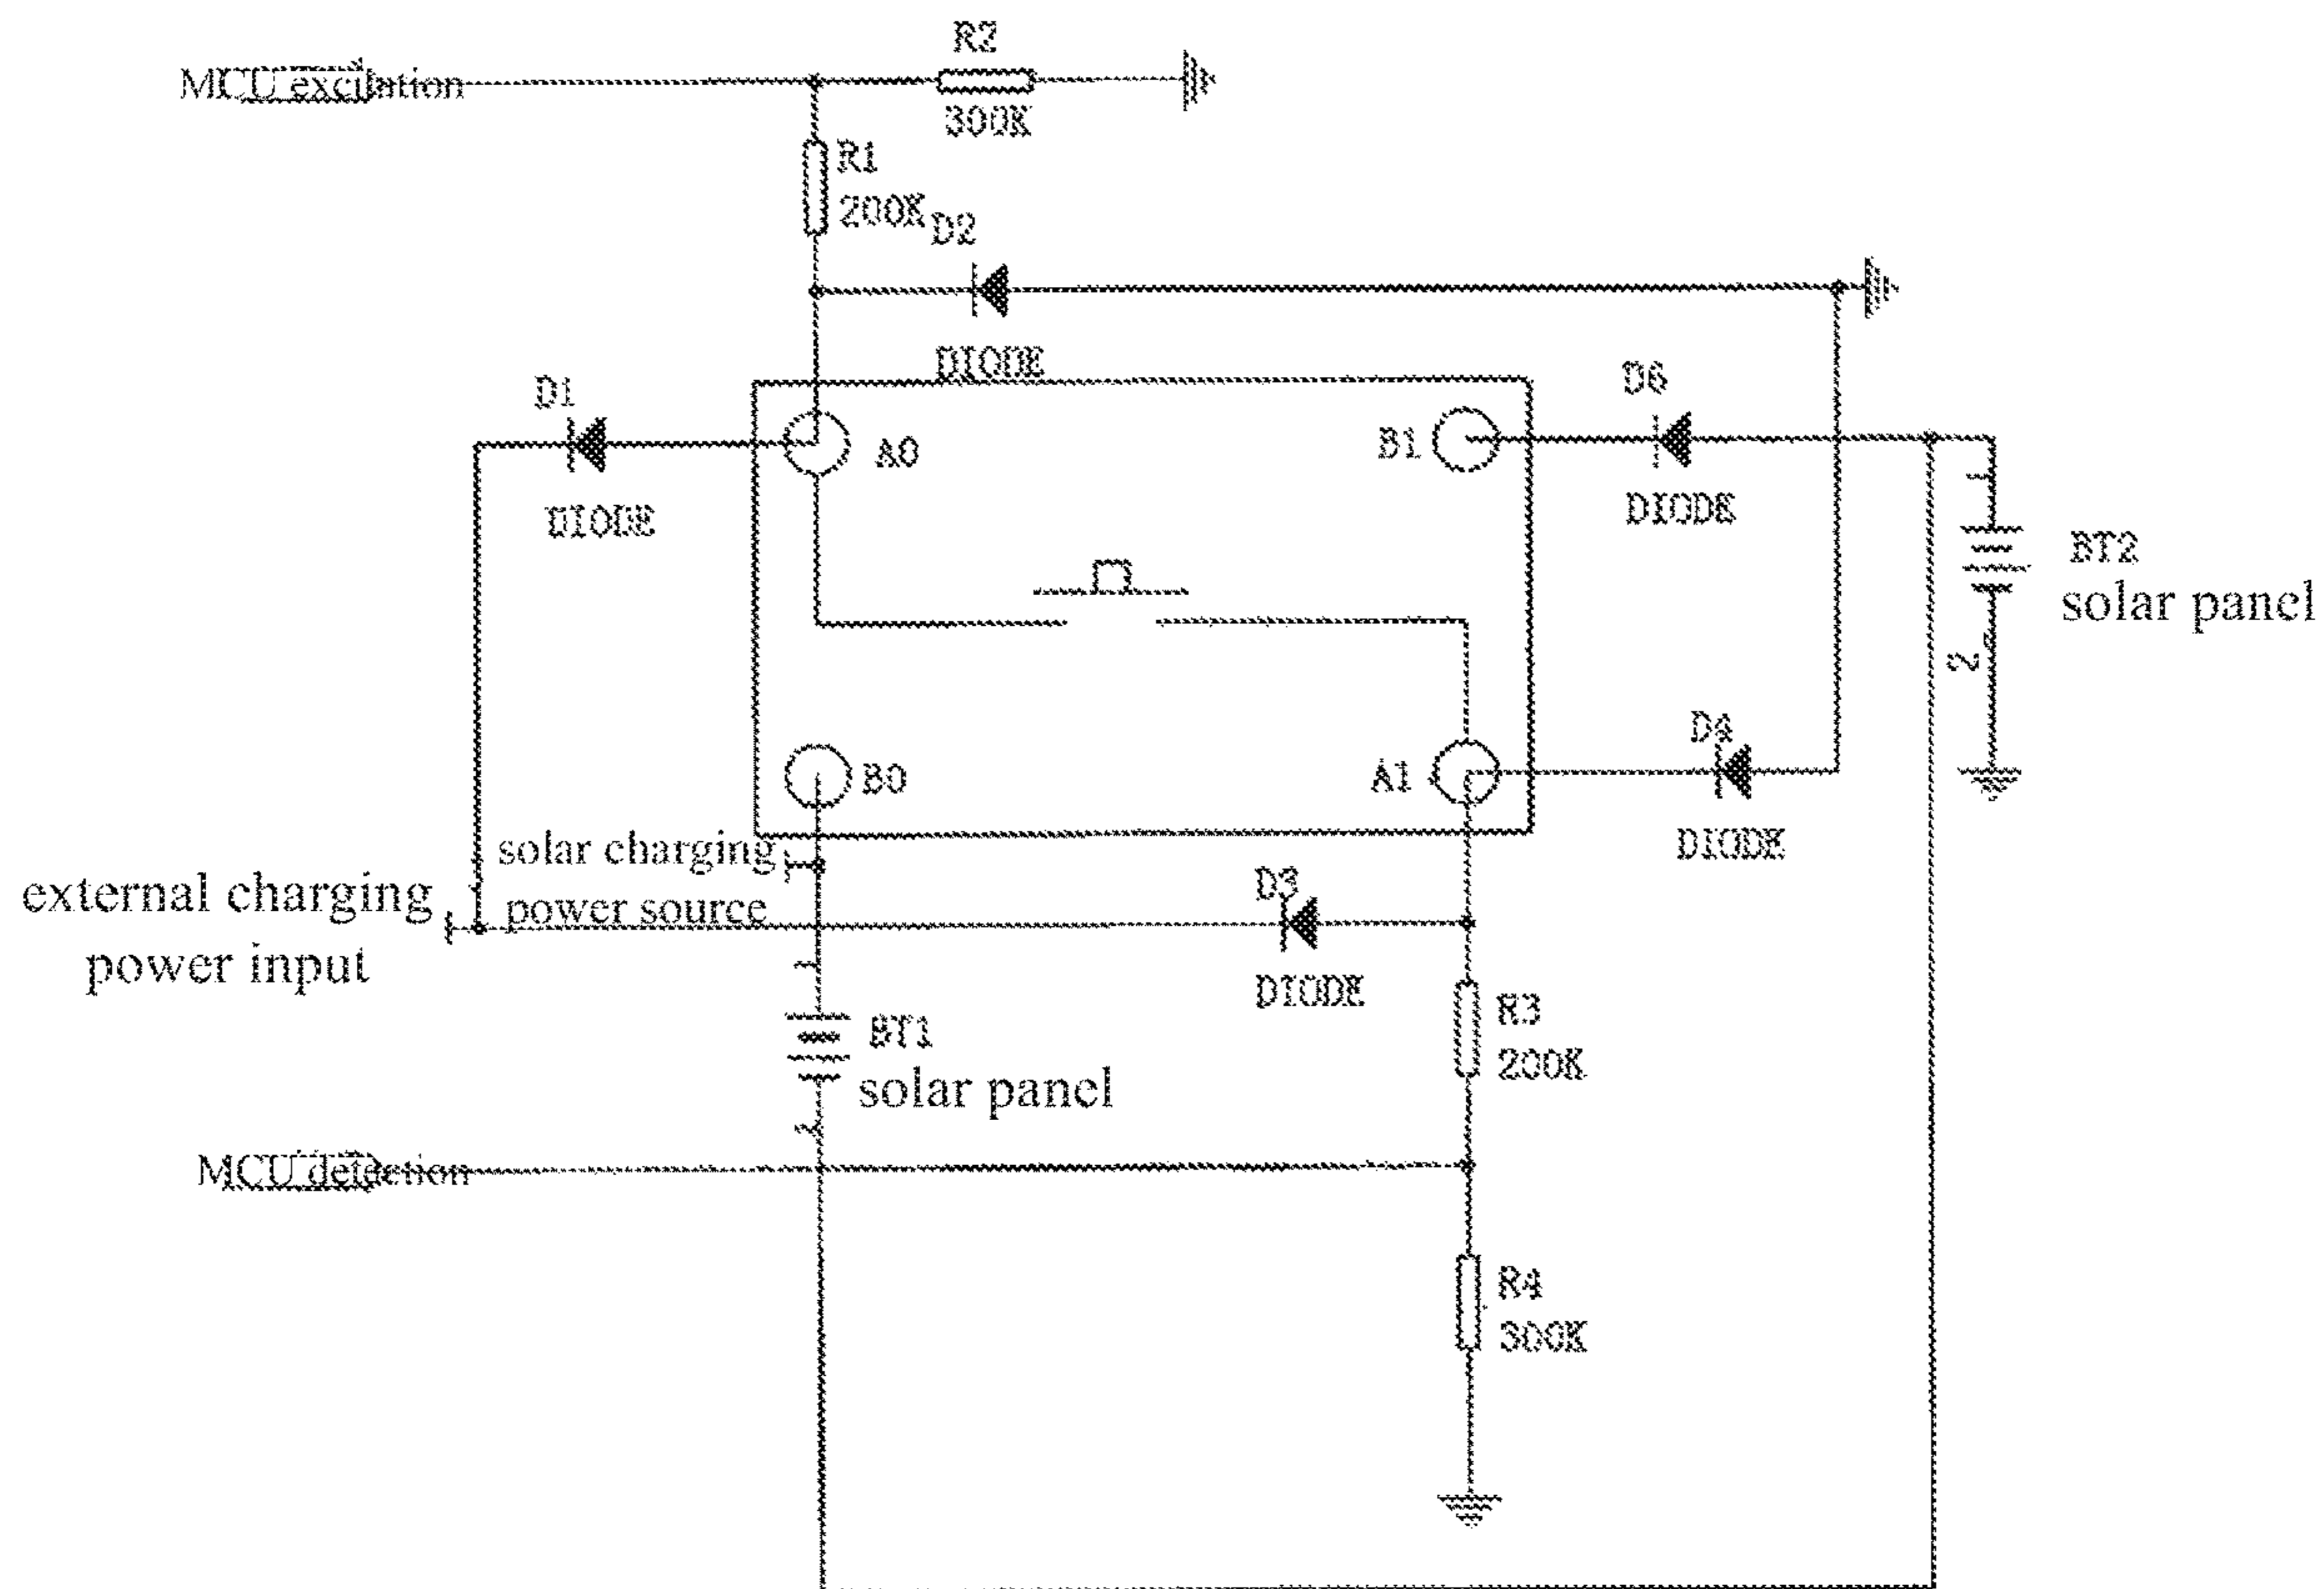 R2
MCU excitation
300K
R1
200K
D2
DIODE
D1
A0
B1
D6
DIODE
DIODE
1
BT2
solar panel
2
D4
B0
A1
DIODE
solar charging
power source
external charging
power input
D3
DIODE
R3
200K
BT1
solar panel
MCU detection
R4
300K